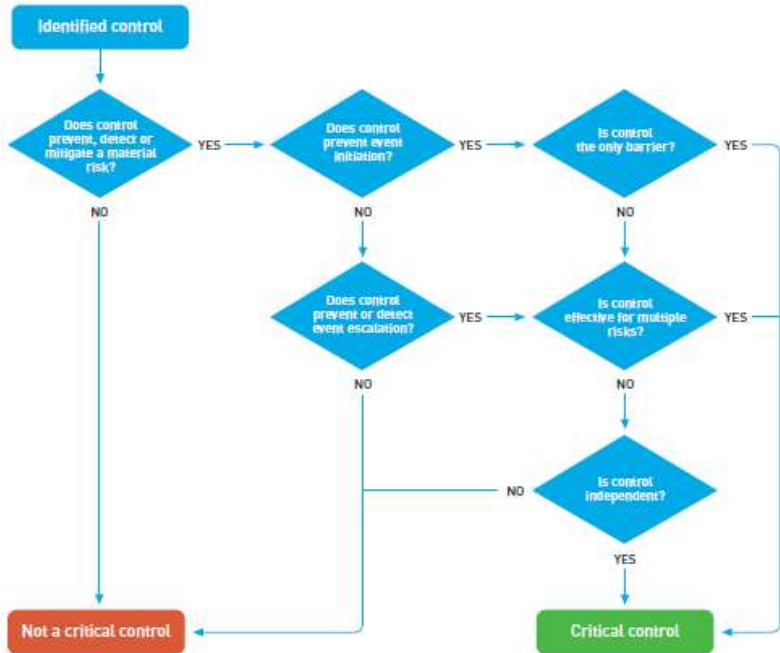 Identified control
Does control
prevent, detect or
mitigate a material
risk?
YES
Does control
prevent event
initiation?
YES
Is control
the only barrier?
YES
NO
NO
NO
Does control
prevent or detect
event escalation?
YES
Is control
effective for multiple
risks?
YES
NO
NO
Is control
independent?
NO
YES
Not a critical control
Critical control